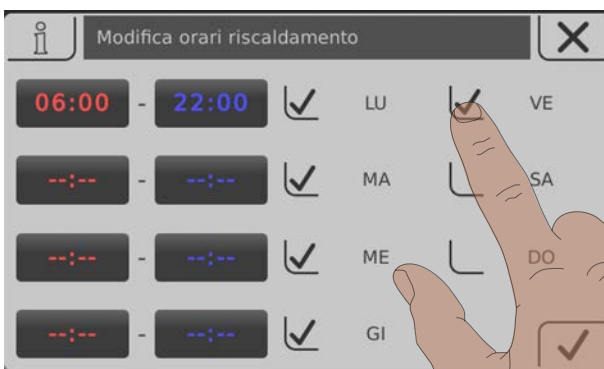 Modifica orari riscaldamento
06:00 - 22:00 LU VE
--:-- - --:-- MA SA
--:-- - --:-- ME DO
--:-- - --:-- GI